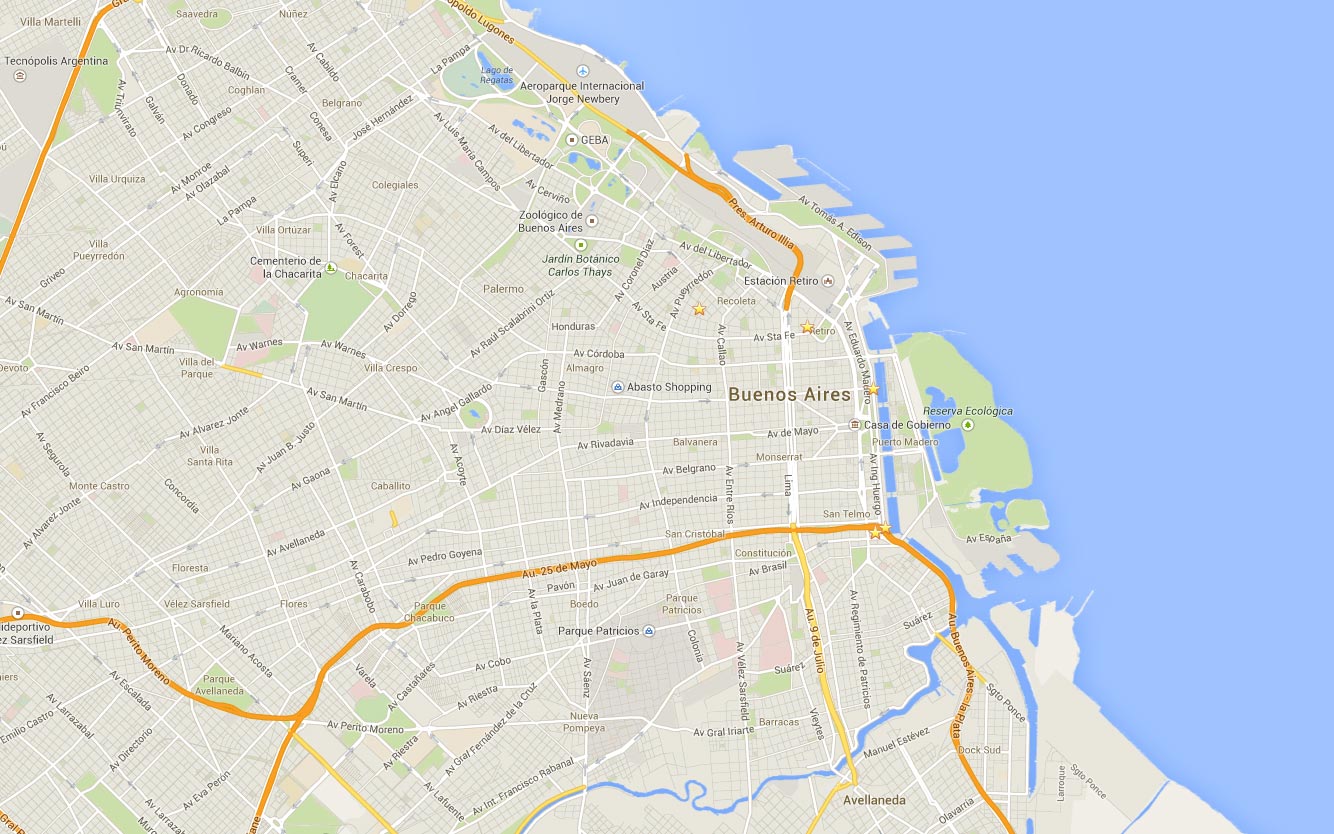 Villa Martelli
Saavedra
Nuñez
Tecnópolis Argentina
Av Dr Ricardo Balbín
Av Cabildo
Cramer
Coghlan
Donado
Galván
Av Triunvirato
Belgrano
Conesa
Superi
Av Congreso
José Hernández
La Pampa
Leopoldo Lugones
Lago de
Regatas
Aeroparque Internacional
Jorge Newbery
GEBA
Av del Libertador
Av Luis María Campos
Av Cerviño
Zoológico de
Buenos Aires
Jardín Botánico
Carlos Thays
Villa Urquiza
Av Monroe
Av Olazabal
Av Elcano
Colegiales
La Pampa
Villa Ortúzar
Av Forest
Villa
Pueyrredón
Griveo
Cementerio de
la Chacarita
Chacarita
Agronomía
Av Dorrego
Palermo
Av Coronel Diaz
Austria
Av Pueyrredón
Av del Libertador
Pres. Arturo Illia
Av Tomás A. Edison
Estación Retiro
Recoleta
Retiro
Av Sta Fe
Av Sta Fe
Av Callao
Av Eduardo Madero
Av San Martín
Av San Martín
Av Warnes
Av Warnes
Villa del
Parque
Devoto
Av Francisco Beiro
Villa Crespo
Av Raúl Scalabrini Ortiz
Honduras
Av Córdoba
Almagro
Gascón
Av Medrano
Abasto Shopping
Buenos Aires
Reserva Ecológica
Casa de Gobierno
Puerto Madero
Av San Martín
Av Angel Gallardo
Av Díaz Vélez
Av Rivadavia
Balvanera
Av de Mayo
Monserrat
Av Belgrano
Av Entre Ríos
Lima
Av Ing Huergo
Av Independencia
San Telmo
San Cristóbal
Av Alvarez Jonte
Av Juan B. Justo
Villa
Santa Rita
Av Segurola
Monte Castro
Concordia
Av Gaona
Caballito
Av Acoyte
Av Alvarez Jonte
Av Avellaneda
Av Pedro Goyena
Au. 25 de Mayo
Constitución
Av Brasil
Av España
Floresta
Flores
Av Carabobo
Villa Luro
Vélez Sarsfield
Mariano Acosta
Parque
Chacabuco
Pavón
Av Juan de Garay
Boedo
Av la Plata
Parque
Patricios
Parque Patricios
Colonia
Av Vélez Sarsfield
Au. 9 de Julio
Av Regimiento de Patricios
Suárez
Suárez
Au. Buenos Aires - la Plata
Au. Perito Moreno
Av Escalada
Parque
Avellaneda
Varela
Av Castañares
Av Cobo
Av Riestra
Av Sáenz
Av Perito Moreno
Av Riestra
Av Gral Fernández de la Cruz
Nueva
Pompeya
Av Gral Iriarte
Barracas
Vieytes
Manuel Estévez
Sgto Ponce
Dock Sud
Sgto Ponce
Larroque
Olavarria
Avellaneda
Emilio Castro
Av Larrazabal
Av Directorio
Av Eva Perón
Av Larrazabal
Av Lafuente
Av Int. Francisco Rabanal